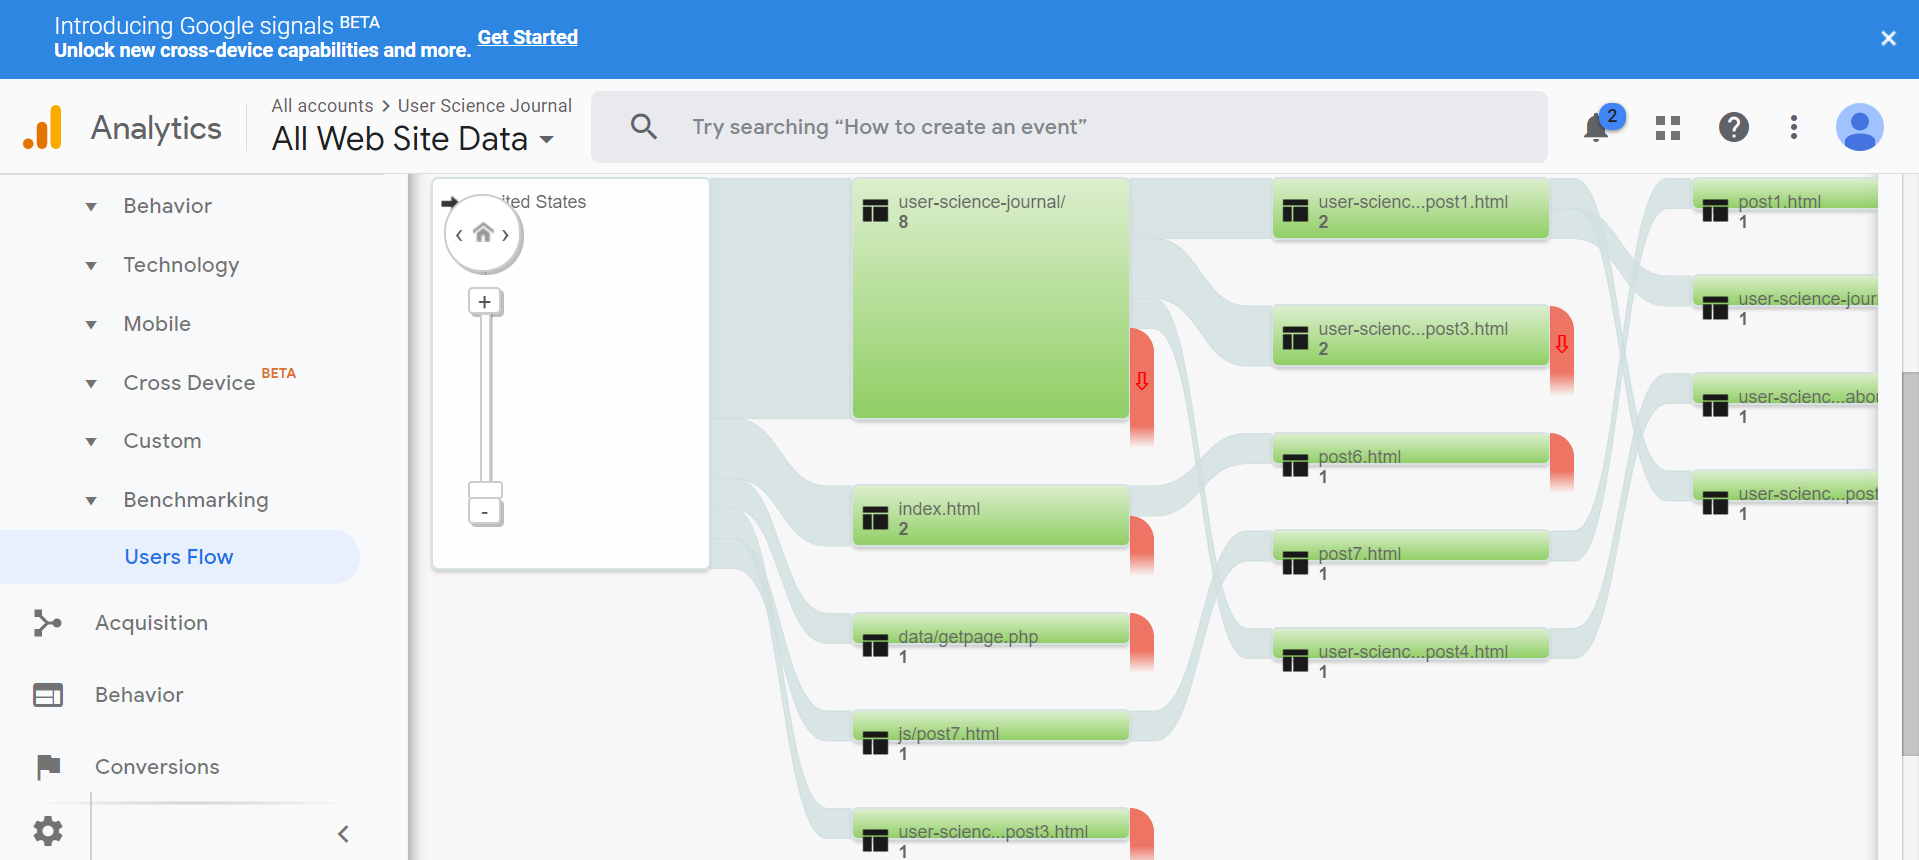 Introducing Google signals BETA
Unlock new cross-device capabilities and more.
Get Started
Analytics
All accounts > User Science Journal
All Web Site Data
Try searching “How to create an event”
2
Behavior
Technology
Mobile
Cross Device BETA
Custom
Benchmarking
Users Flow
Acquisition
Behavior
Conversions
ited States
+
-
user-science-journal/
8
index.html
2
data/getpage.php
1
js/post7.html
1
user-scienc...post3.html
1
user-scienc...post1.html
2
user-scienc...post3.html
2
post6.html
1
post7.html
1
user-scienc...post4.html
1
post1.html
1
user-science-jour
1
user-scienc...abo
1
user-scienc...post
1